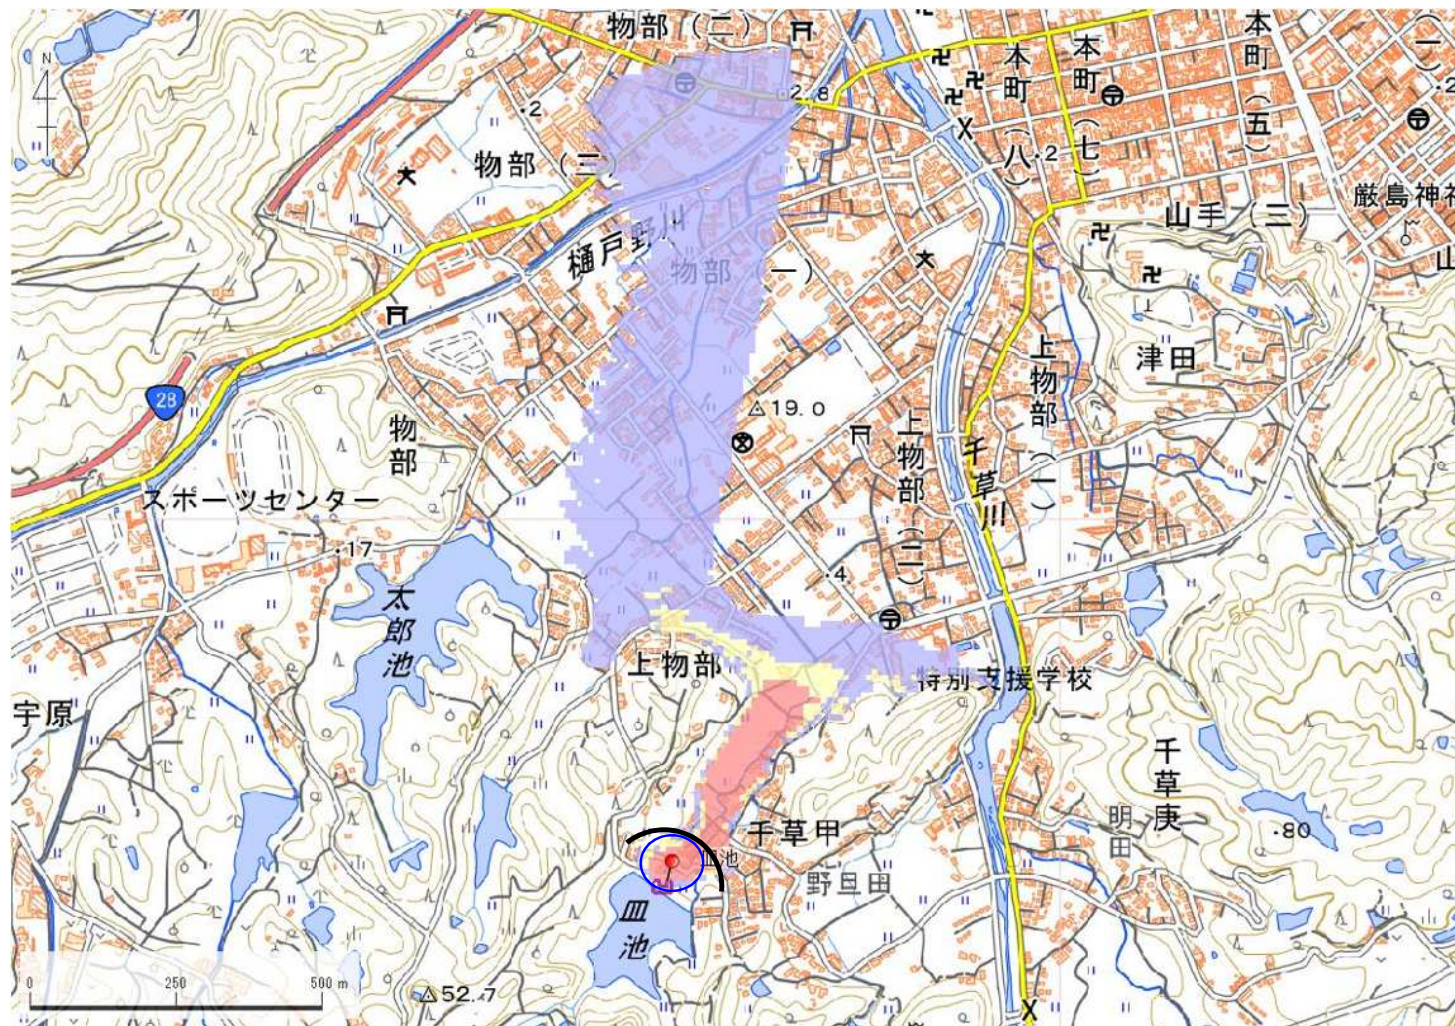 物部（二）
本町（八）
本町（七）
本町（五）
（一）
N
2.8
・2
・2
・2
物部（三）
厳島神社
山手（三）
山
樋戸野川
物部（一）
28
物部
19.0
津田
上物部（一）
上物部（二）
千草川
スポーツセンター
・17
・4
太郎池
50
上物部
特別支援学校
宇原
千草庚
明田
・80
千草甲
皿池
野旦田
皿池
0
250
500 m
52.7